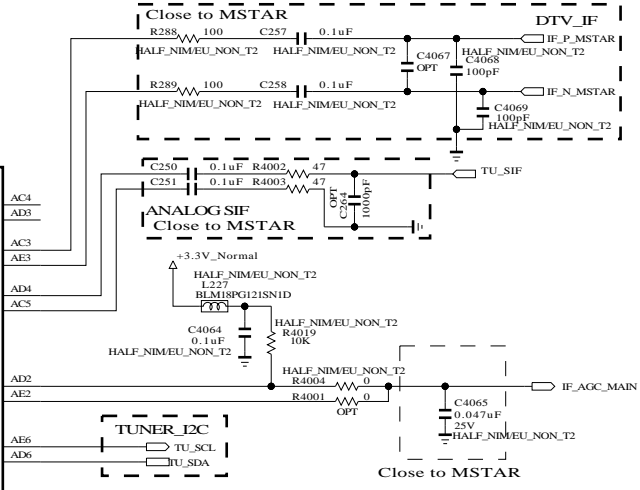 Close to MSTAR
DTV_IF
R288 100 C257 0.1uF
HALF_NIM/EU_NON_T2 HALF_NIM/EU_NON_T2 HALF_NIM/EU_NON_T2
IF_P_MSTAR
C4067
OPT
C4068
100pF
R289 100 C258 0.1uF
HALF_NIM/EU_NON_T2 HALF_NIM/EU_NON_T2
IF_N_MSTAR
C4069
100pF
HALF_NIM/EU_NON_T2
C250 0.1uF R4002 47
TU_SIF
C251 0.1uF R4003 47
OPT
C264
1000pF
ANALOG SIF
Close to MSTAR
AC4
AD3
AC3
AE3
AD4
AC5
+3.3V_Normal
HALF_NIM/EU_NON_T2
L227
BLM18PG121SN1D
C4064
0.1uF
HALF_NIM/EU_NON_T2
HALF_NIM/EU_NON_T2
R4019
10K
HALF_NIM/EU_NON_T2
AD2
R4004 0
IF_AGC_MAIN
AE2
R4001 0
OPT
C4065
0.047uF
25V
HALF_NIM/EU_NON_T2
Close to MSTAR
TUNER_I2C
AE6
TU_SCL
AD6
TU_SDA